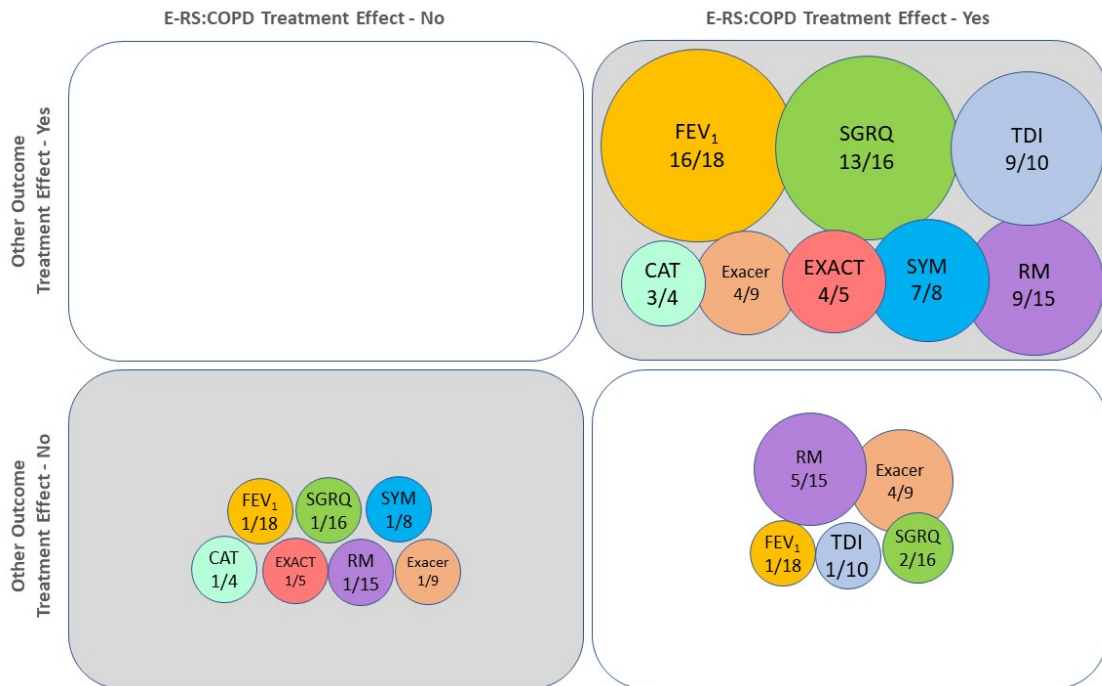 E-RS:COPD Treatment Effect - No
E-RS:COPD Treatment Effect - Yes
Other Outcome
Treatment Effect - Yes
FEV₁
16/18
SGRQ
13/16
TDI
9/10
CAT
3/4
Exacer
4/9
EXACT
4/5
SYM
7/8
RM
9/15
Other Outcome
Treatment Effect - No
FEV₁
1/18
SGRQ
1/16
SYM
1/8
CAT
1/4
EXACT
1/5
RM
1/15
Exacer
1/9
RM
5/15
Exacer
4/9
FEV₁
1/18
TDI
1/10
SGRQ
2/16